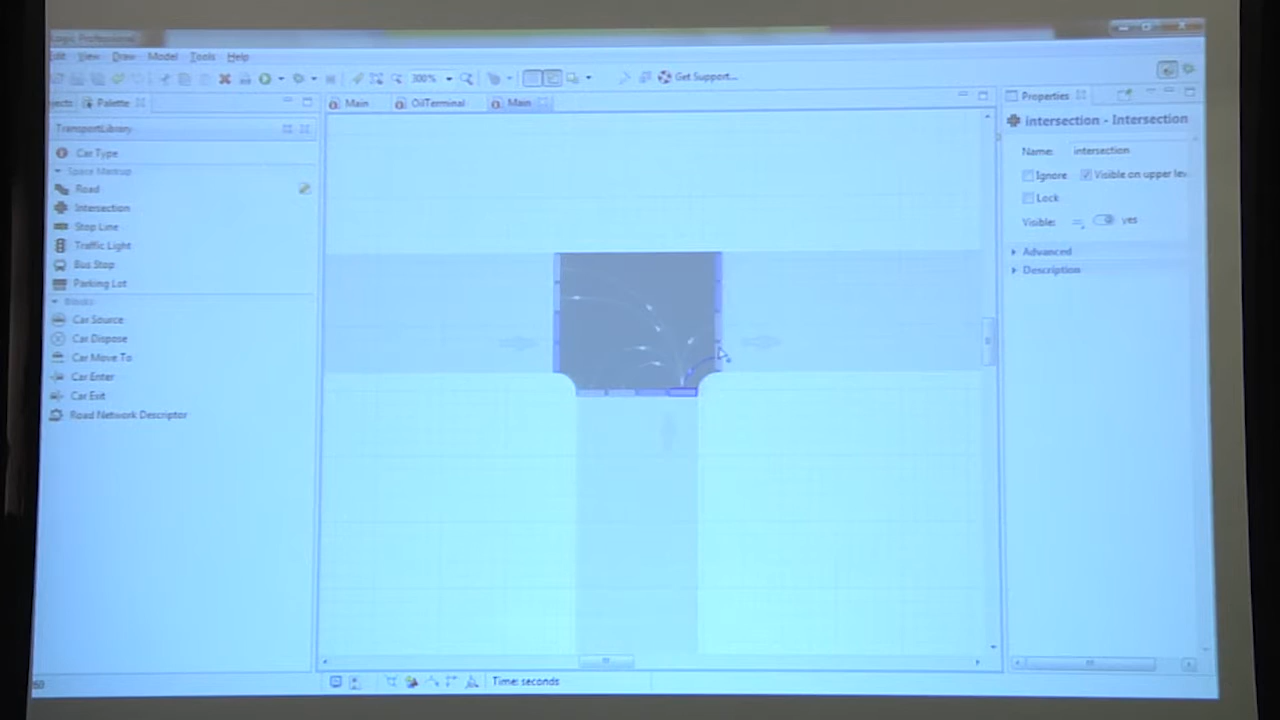 Logic Professional
Edit View Draw Model Tools Help
300% Get Support...
Palette
Main OilTerminal Main
Properties
TransportLibrary
Car Type
Space Markup
Road
Intersection
Stop Line
Traffic Light
Bus Stop
Parking Lot
Blocks
Car Source
Car Dispose
Car Move To
Car Enter
Car Exit
Road Network Descriptor
intersection - Intersection
Name: intersection
Ignore Visible on upper lev
Lock
Visible: yes
Advanced
Description
Time: seconds